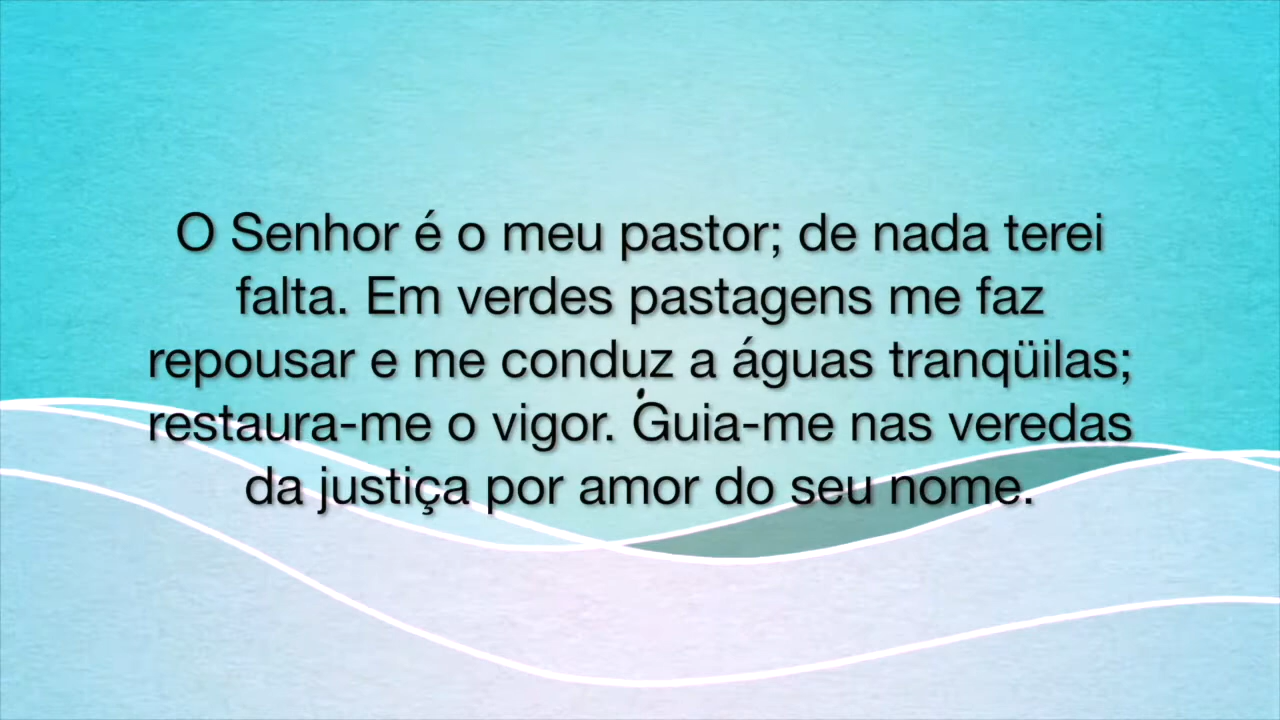 O Senhor é o meu pastor; de nada terei
falta. Em verdes pastagens me faz
repousar e me conduz a águas tranqüilas;
restaura-me o vigor. Guia-me nas veredas
da justiça por amor do seu nome.